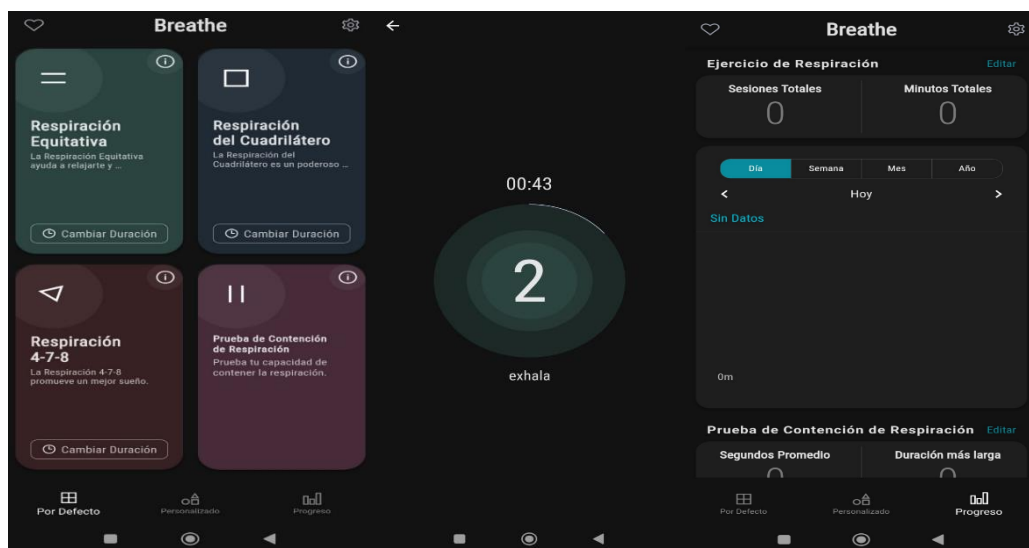 Breathe
Respiración
Equitativa
La Respiración Equitativa
ayuda a relajarte y ...
Cambiar Duración
Respiración
del Cuadrilátero
La Respiración del
Cuadrilátero es un poderoso ...
Cambiar Duración
Respiración
4-7-8
La Respiración 4-7-8
promueve un mejor sueño.
Cambiar Duración
Prueba de Contención
de Respiración
Prueba tu capacidad de
contener la respiración.
Por Defecto
Personalizado
Progreso
00:43
2
exhala
Breathe
Ejercicio de Respiración Editar
Sesiones Totales Minutos Totales
0 0
Día Semana Mes Año
Hoy
Sin Datos
0m
Prueba de Contención de Respiración Editar
Segundos Promedio Duración más larga
0 0
Por Defecto Personalizado Progreso